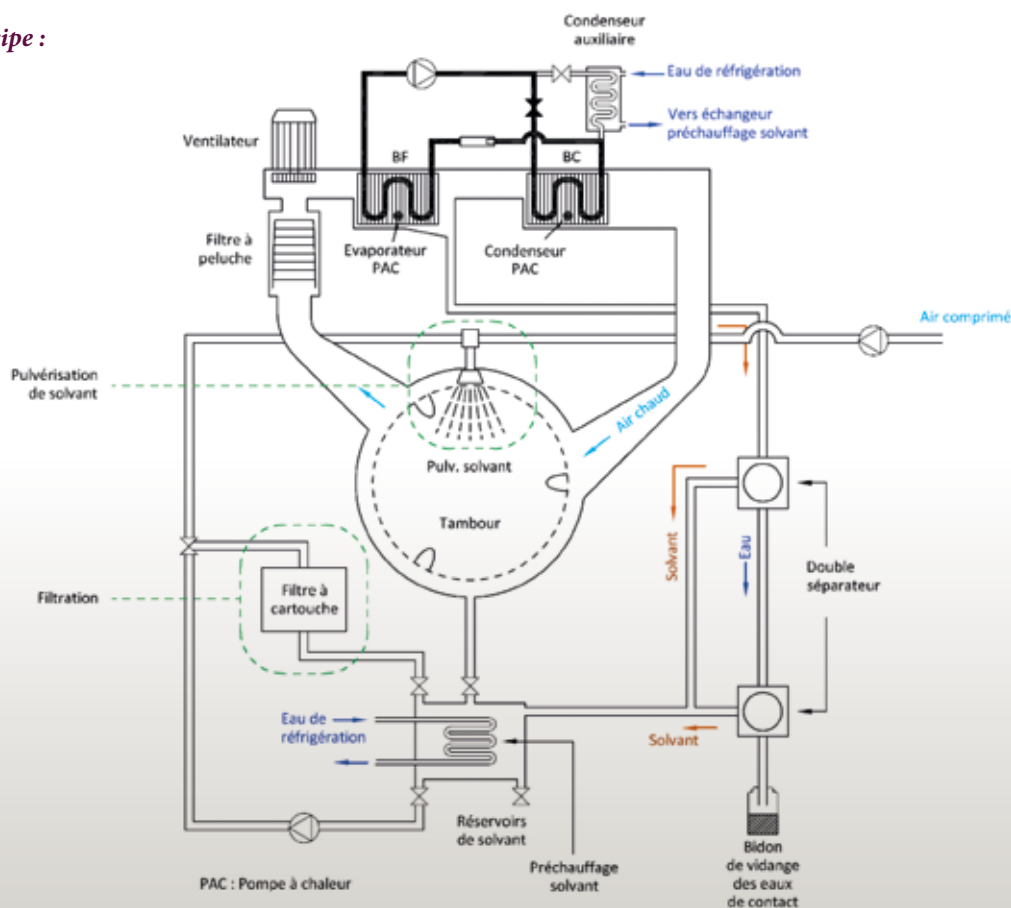 ipe :
Condenseur
auxiliaire
Eau de réfrigération
Vers échangeur
préchauffage solvant
Ventilateur
BF
BC
Filtre à
peluche
Evaporateur
PAC
Condenseur
PAC
Air comprimé
Pulvérisation
de solvant
Air chaud
Pulv. solvant
Tambour
Solvant
Eau
Double
séparateur
Filtration
Filtre à
cartouche
Eau de
réfrigération
Solvant
Réservoirs
de solvant
Préchauffage
solvant
Bidon
de vidange
des eaux
de contact
PAC : Pompe à chaleur